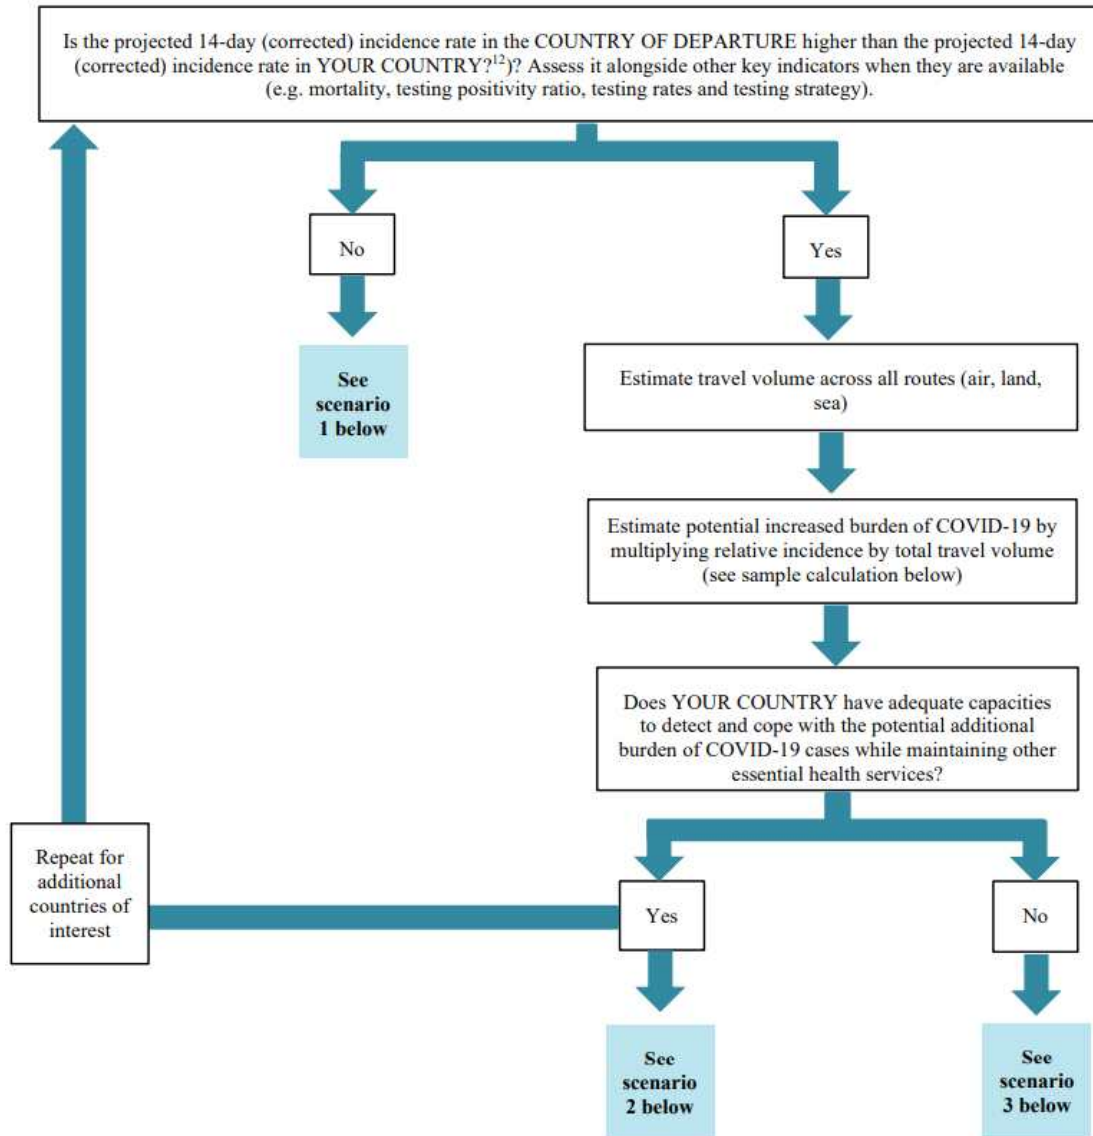 Is the projected 14-day (corrected) incidence rate in the COUNTRY OF DEPARTURE higher than the projected 14-day
(corrected) incidence rate in YOUR COUNTRY?¹²)? Assess it alongside other key indicators when they are available
(e.g. mortality, testing positivity ratio, testing rates and testing strategy).
No
Yes
See
scenario
1 below
Estimate travel volume across all routes (air, land,
sea)
Estimate potential increased burden of COVID-19 by
multiplying relative incidence by total travel volume
(see sample calculation below)
Does YOUR COUNTRY have adequate capacities
to detect and cope with the potential additional
burden of COVID-19 cases while maintaining other
essential health services?
Repeat for
additional
countries of
interest
Yes
No
See
scenario
2 below
See
scenario
3 below